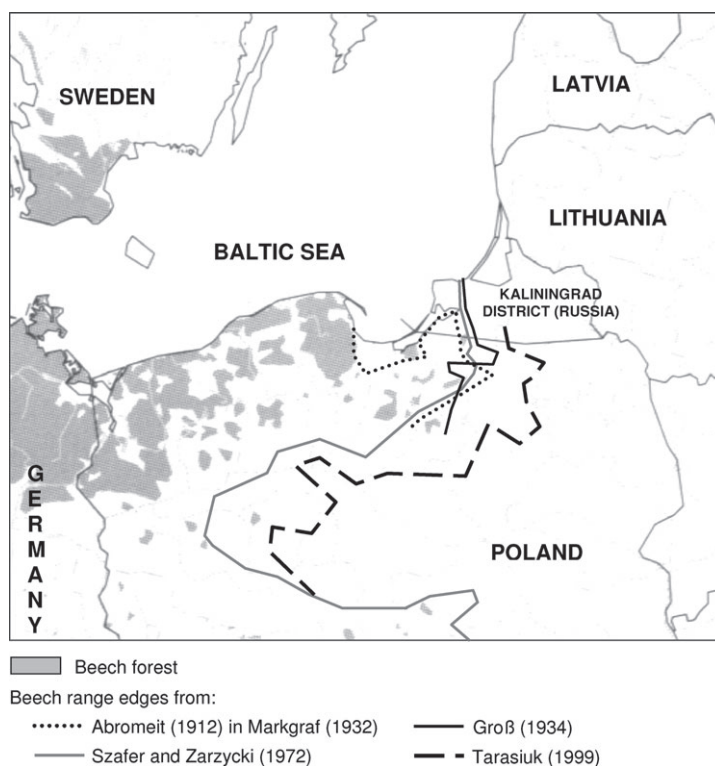 SWEDEN
LATVIA
LITHUANIA
BALTIC SEA
KALININGRAD
DISTRICT (RUSSIA)
GERMANY
POLAND
Beech forest
Beech range edges from:
Abromeit (1912) in Markgraf (1932)
Groß (1934)
Szafer and Zarzycki (1972)
Tarasiuk (1999)